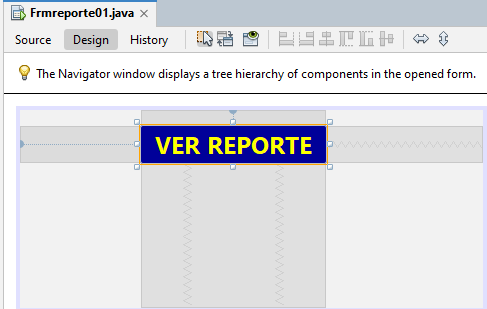 Frmreporte01.java
Source Design History
The Navigator window displays a tree hierarchy of components in the opened form.
VER REPORTE